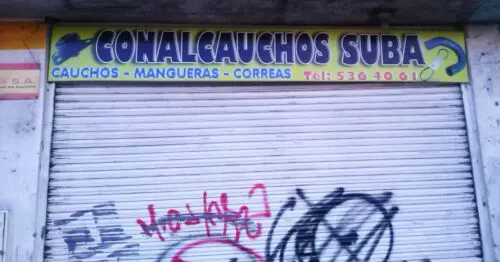 CONALCAUCHOS SUBA
CAUCHOS - MANGUERAS - CORREAS Tel: 536 40 61
S.A.